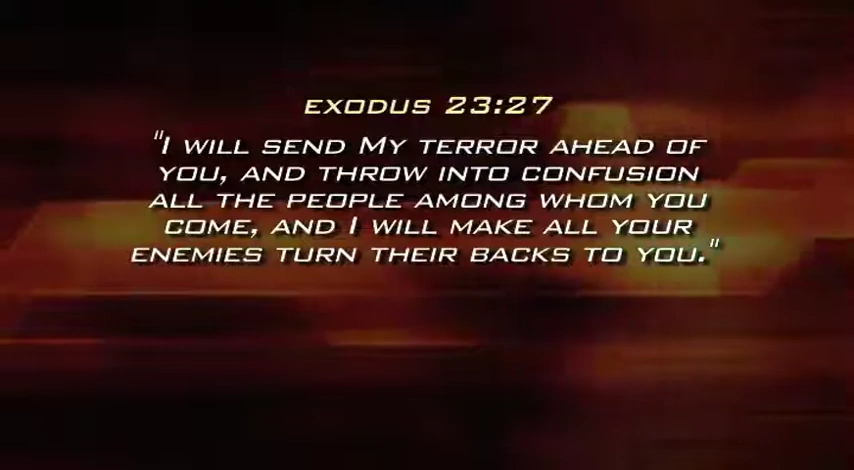 EXODUS 23:27
"I WILL SEND MY TERROR AHEAD OF
YOU, AND THROW INTO CONFUSION
ALL THE PEOPLE AMONG WHOM YOU
COME, AND I WILL MAKE ALL YOUR
ENEMIES TURN THEIR BACKS TO YOU."